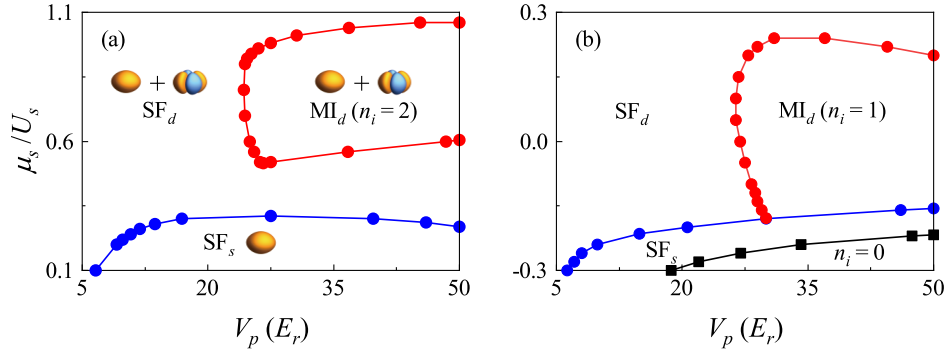 1.1
(a)
+
+
SF_d
MI_d (n_i = 2)
0.6
SF_s
0.1
5
20
35
50
μ_s / U_s
V_p (E_r)
0.3
(b)
SF_d
MI_d (n_i = 1)
0.0
SF_s
n_i = 0
-0.3
5
20
35
50
V_p (E_r)